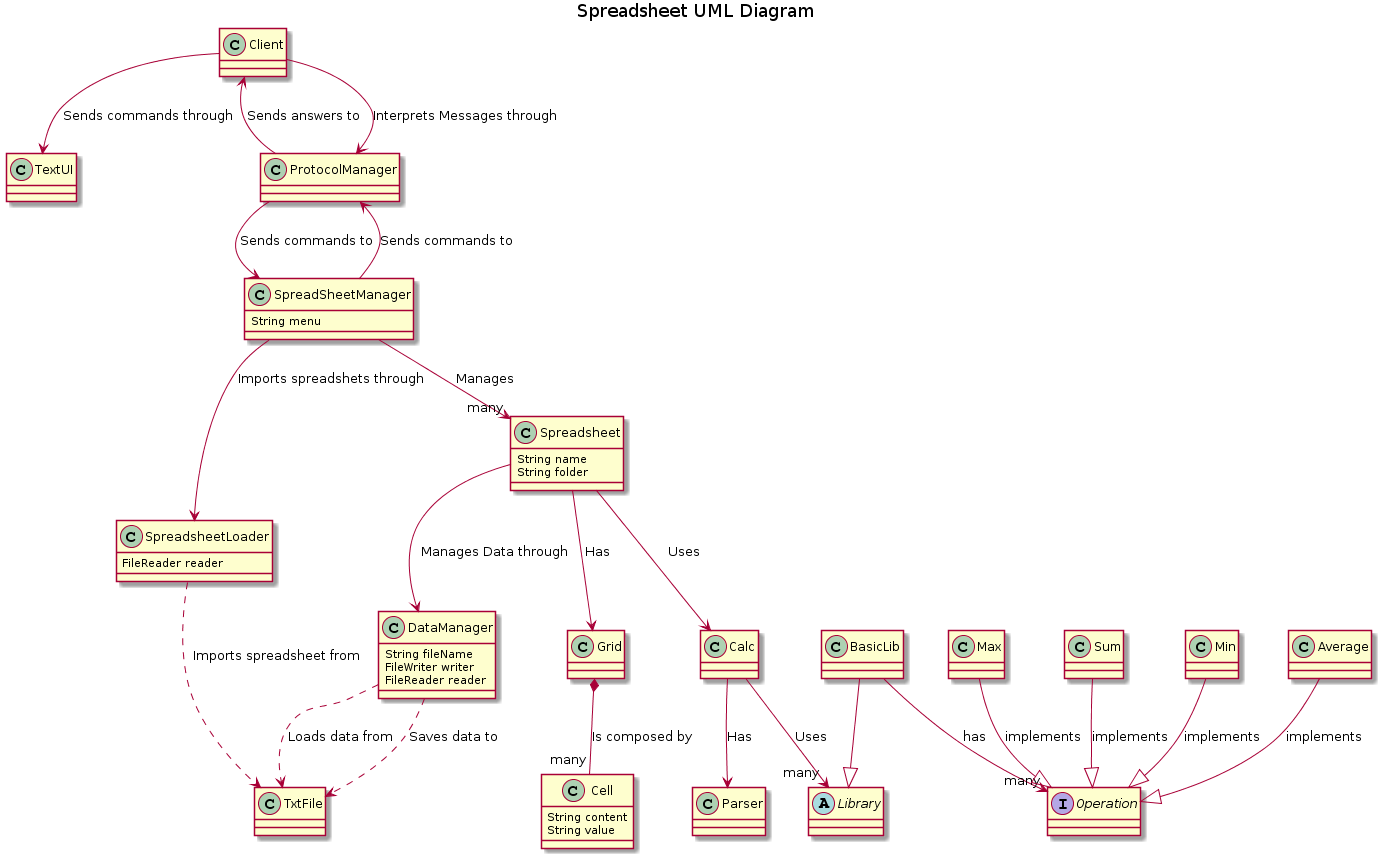 Spreadsheet UML Diagram
C Client
Sends commands through
Sends answers to
Interprets Messages through
C TextUI
C ProtocolManager
Sends commands to
Sends commands to
C SpreadSheetManager
String menu
Imports spreadshets through
Manages
many
C Spreadsheet
String name
String folder
C SpreadsheetLoader
FileReader reader
Manages Data through
Has
Uses
C DataManager
String fileName
FileWriter writer
FileReader reader
C Grid
C Calc
C BasicLib
C Max
C Sum
C Min
C Average
Imports spreadsheet from
Loads data from
Saves data to
Is composed by
many
Has
Uses
many
has
many
implements
implements
implements
implements
C TxtFile
C Cell
String content
String value
C Parser
A Library
I Operation